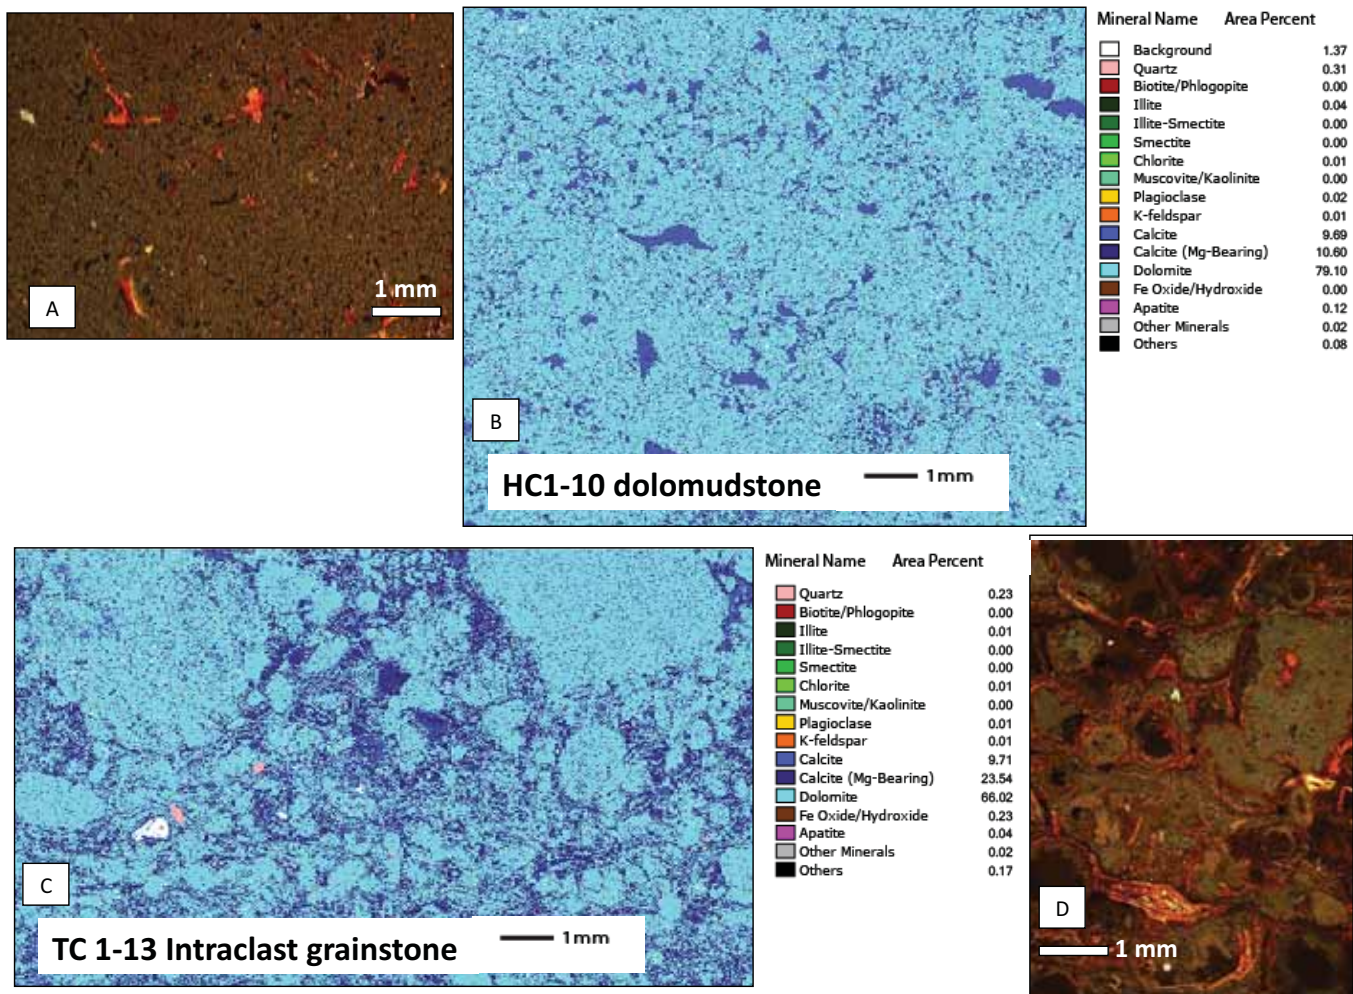 A
1 mm
B
HC1-10 dolomudstone
1mm
Mineral Name Area Percent
Background 1.37
Quartz 0.31
Biotite/Phlogopite 0.00
Illite 0.04
Illite-Smectite 0.00
Smectite 0.00
Chlorite 0.01
Muscovite/Kaolinite 0.00
Plagioclase 0.02
K-feldspar 0.01
Calcite 9.69
Calcite (Mg-Bearing) 10.60
Dolomite 79.10
Fe Oxide/Hydroxide 0.00
Apatite 0.12
Other Minerals 0.02
Others 0.08
C
TC 1-13 Intraclast grainstone
1mm
Mineral Name Area Percent
Quartz 0.23
Biotite/Phlogopite 0.00
Illite 0.01
Illite-Smectite 0.00
Smectite 0.00
Chlorite 0.01
Muscovite/Kaolinite 0.00
Plagioclase 0.01
K-feldspar 0.01
Calcite 9.71
Calcite (Mg-Bearing) 23.54
Dolomite 66.02
Fe Oxide/Hydroxide 0.23
Apatite 0.04
Other Minerals 0.02
Others 0.17
D
1 mm